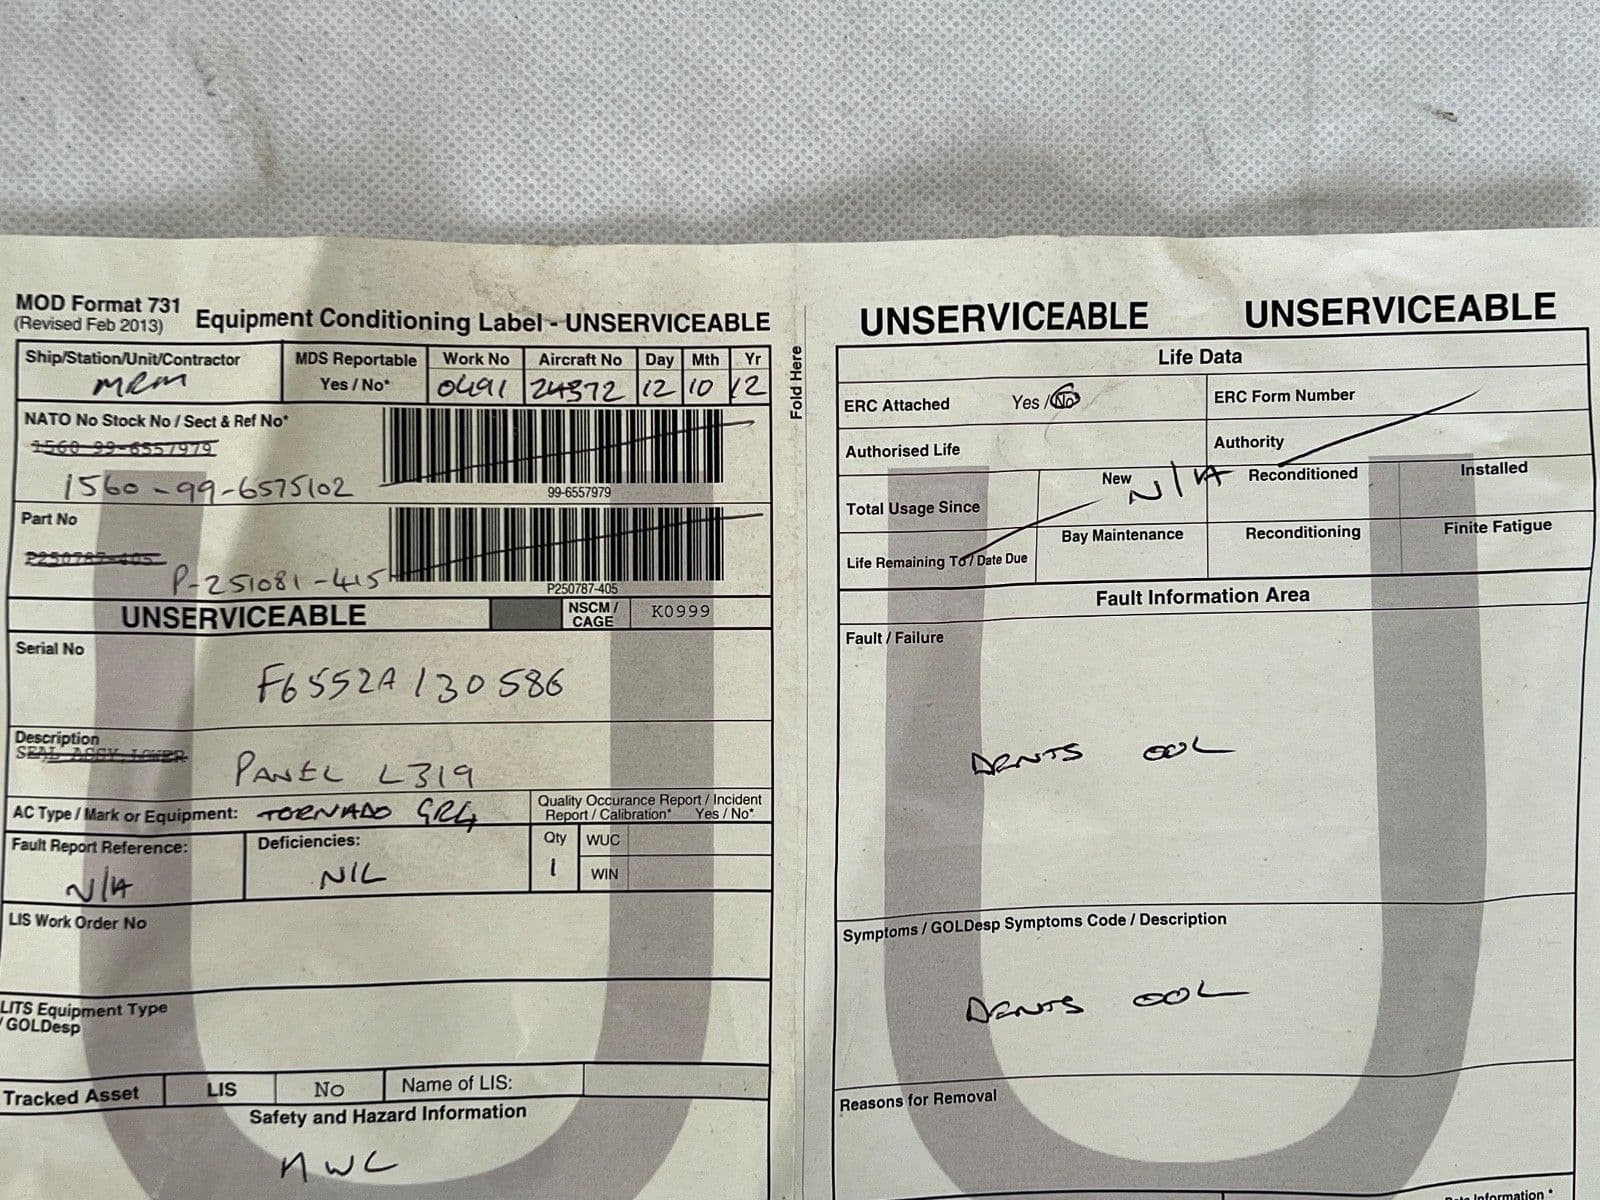 MOD Format 731
(Revised Feb 2013)
Equipment Conditioning Label - UNSERVICEABLE
Ship/Station/Unit/Contractor
MRM
MDS Reportable
Yes / No*
Work No
0491
Aircraft No
24372
Day
12
Mth
10
Yr
12
NATO No Stock No / Sect & Ref No*
1560-99-6557979
1560-99-6575102
99-6557979
Part No
P250787-405
P-251081-415
P250787-405
UNSERVICEABLE
NSCM /
CAGE
K0999
Serial No
F6552A130586
Description
SEAL ASSY, LOWER
PANEL L319
AC Type / Mark or Equipment: TORNADO GR4
Quality Occurance Report / Incident
Report / Calibration* Yes / No*
Fault Report Reference:
N/A
Deficiencies:
NIL
Qty
1
WUC
WIN
LIS Work Order No
LITS Equipment Type
/ GOLDesp
Tracked Asset
LIS
No
Name of LIS:
Safety and Hazard Information
Fold Here
UNSERVICEABLE UNSERVICEABLE
Life Data
ERC Attached Yes / No
ERC Form Number
Authorised Life
Authority
Total Usage Since
New
N/A
Reconditioned
Installed
Life Remaining To / Date Due
Bay Maintenance
Reconditioning
Finite Fatigue
Fault Information Area
Fault / Failure
DENTS OOL
Symptoms / GOLDesp Symptoms Code / Description
DENTS OOL
Reasons for Removal
Information *